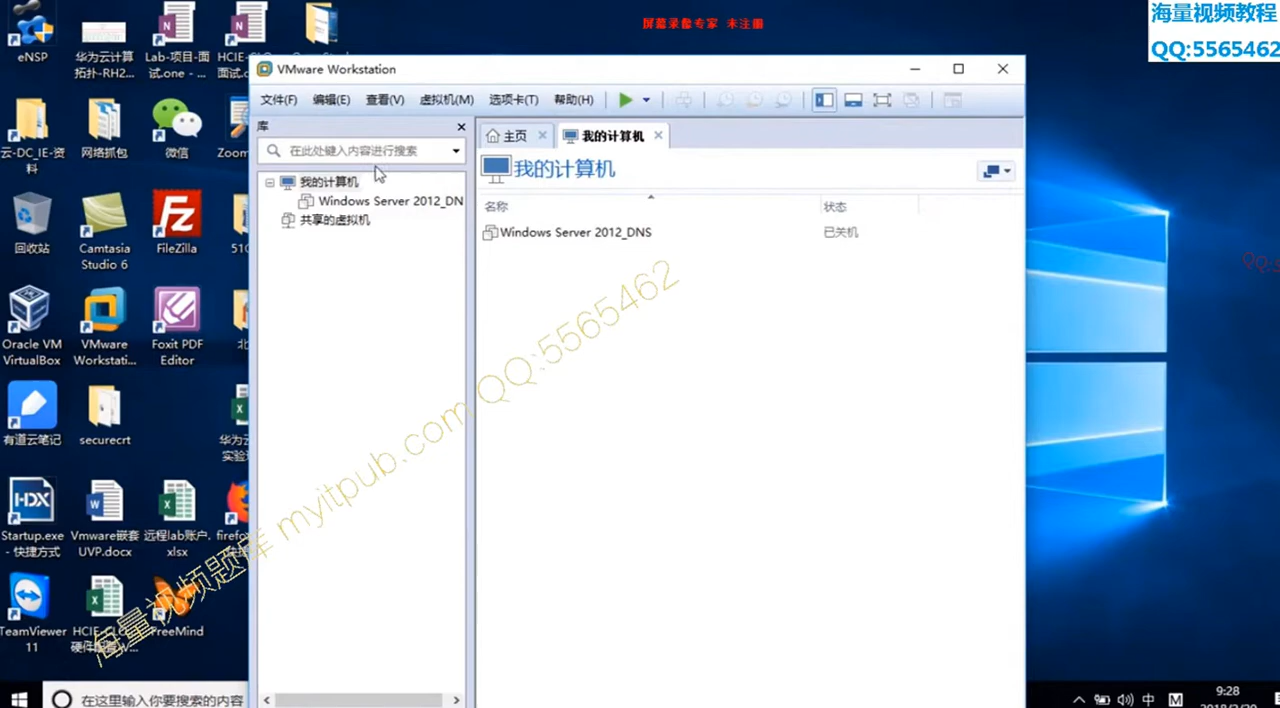 屏幕录像专家 未注册
海量视频教程
QQ:5565462
eNSP
华为云计算
拓扑-RH2...
Lab-项目-面
试.one - ...
VMware Workstation
文件(F) 编辑(E) 查看(V) 虚拟机(M) 选项卡(T) 帮助(H)
库
在此处键入内容进行搜索
我的计算机
Windows Server 2012_DN
共享的虚拟机
主页
我的计算机
我的计算机
名称 状态
Windows Server 2012_DNS 已关机
云-DC_IE-资
料
网络抓包
微信
Zoom
回收站
Camtasia
Studio 6
FileZilla
510
Oracle VM
VirtualBox
VMware
Workstati...
Foxit PDF
Editor
北
有道云笔记
securecrt
华为云
实验
Startup.exe
- 快捷方式
Vmware嵌套
UVP.docx
远程lab账户.
xlsx
firefo
TeamViewer
11
FreeMind
海量视频题库 myitpub.com QQ:5565462
在这里输入你要搜索的内容
中
M
9:28